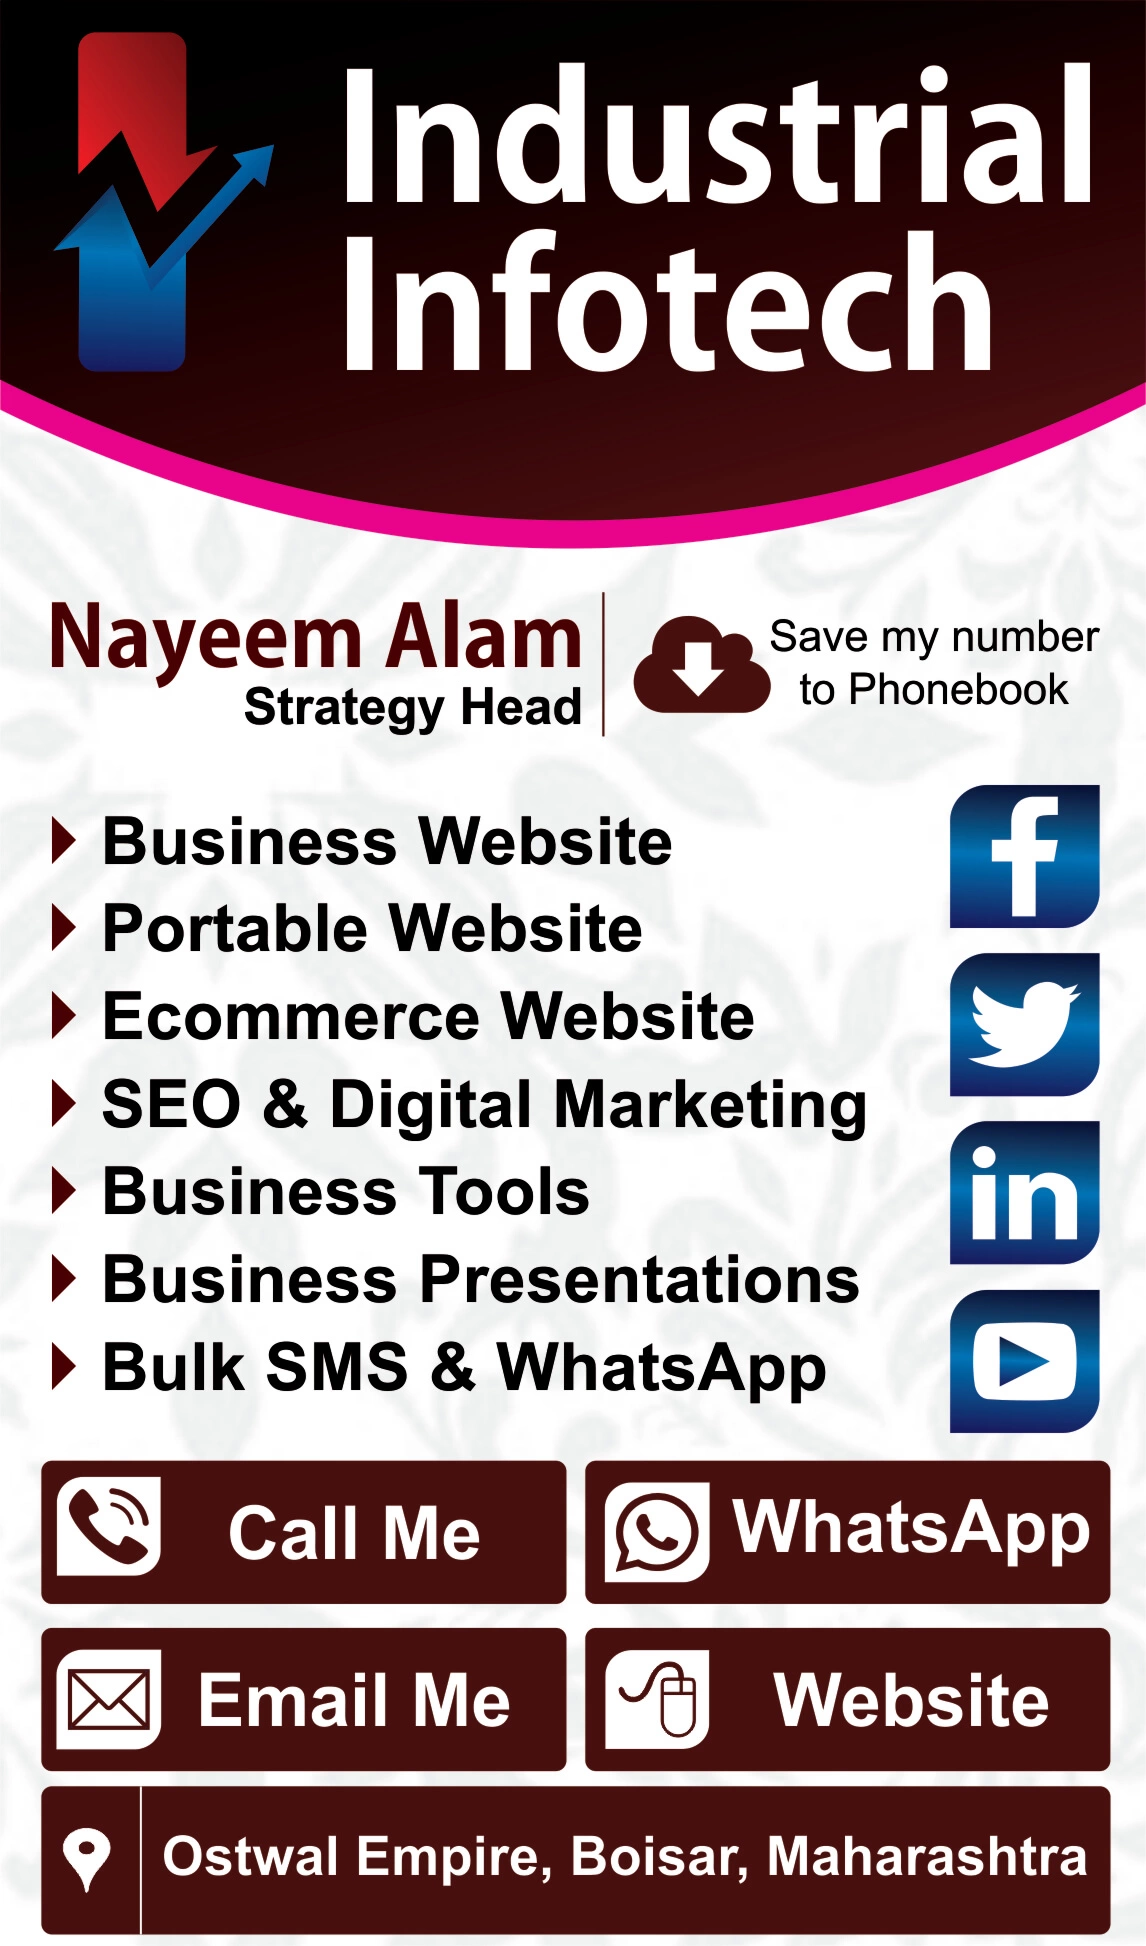 Industrial
Infotech
Nayeem Alam
Strategy Head
Save my number
to Phonebook
Business Website
Portable Website
Ecommerce Website
SEO & Digital Marketing
Business Tools
Business Presentations
Bulk SMS & WhatsApp
Call Me
WhatsApp
Email Me
Website
Ostwal Empire, Boisar, Maharashtra